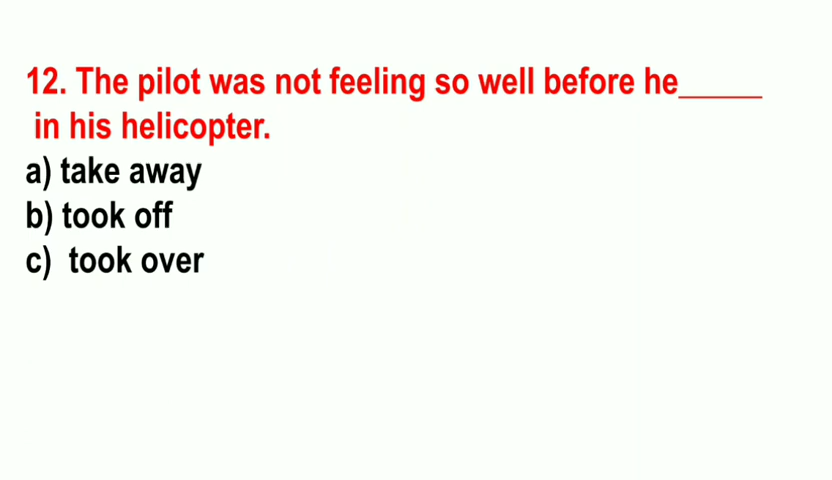 12. The pilot was not feeling so well before he_____
in his helicopter.
a) take away
b) took off
c) took over